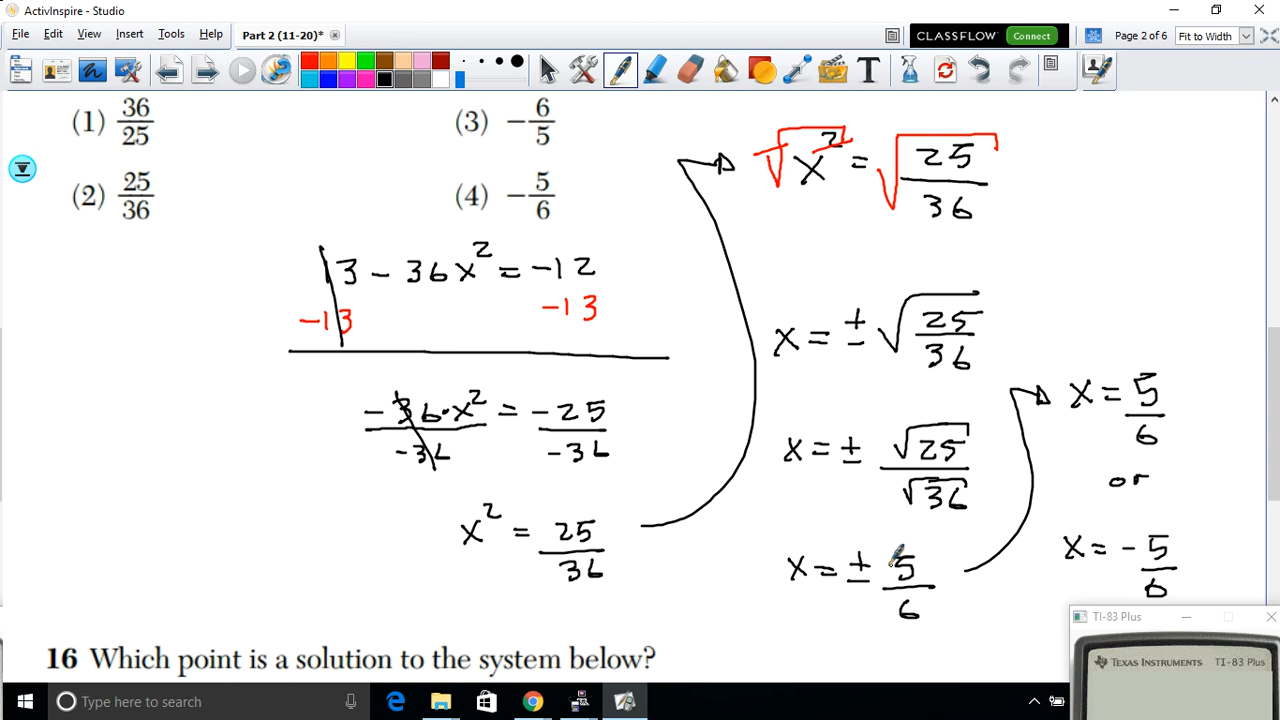 ActivInspire - Studio
File Edit View Insert Tools Help Part 2 (11-20)* CLASSFLOW Connect Page 2 of 6 Fit to Width
(1) 36/25 (3) -6/5
(2) 25/36 (4) -5/6
13 - 36x² = -12
-13 -13
-36·x²/-36 = -25/-36
x² = 25/36
√x² = √25/36
x = ± √25/36
x = ± √25/√36
x = ± 5/6
x = 5/6
or
x = -5/6
16 Which point is a solution to the system below?
TI-83 Plus
TEXAS INSTRUMENTS TI-83 Plus
Type here to search